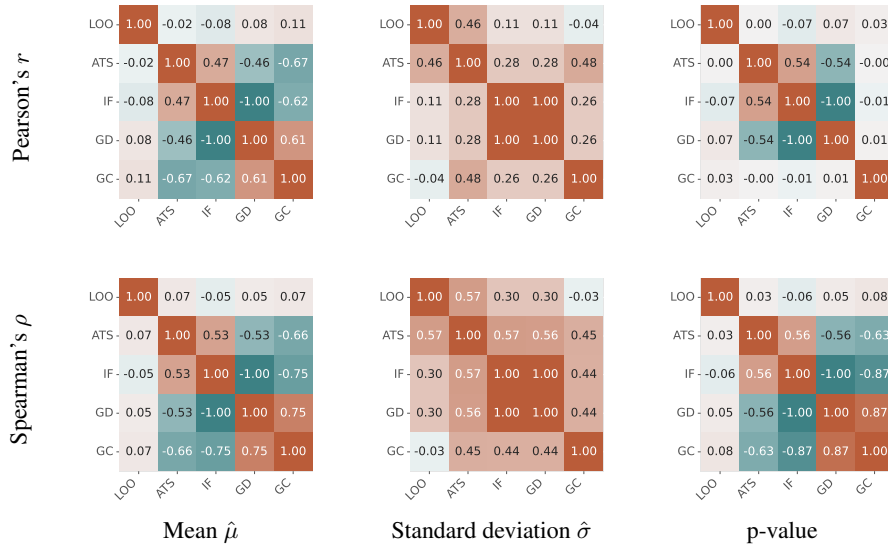 Pearson's r
LOO 1.00 -0.02 -0.08 0.08 0.11
ATS -0.02 1.00 0.47 -0.46 -0.67
IF -0.08 0.47 1.00 -1.00 -0.62
GD 0.08 -0.46 -1.00 1.00 0.61
GC 0.11 -0.67 -0.62 0.61 1.00
LOO ATS IF GD GC
LOO 1.00 0.46 0.11 0.11 -0.04
ATS 0.46 1.00 0.28 0.28 0.48
IF 0.11 0.28 1.00 1.00 0.26
GD 0.11 0.28 1.00 1.00 0.26
GC -0.04 0.48 0.26 0.26 1.00
LOO ATS IF GD GC
LOO 1.00 -0.00 -0.07 0.07 0.03
ATS -0.00 1.00 0.54 -0.54 -0.00
IF -0.07 0.54 1.00 -1.00 -0.01
GD 0.07 -0.54 -1.00 1.00 0.01
GC 0.03 -0.00 -0.01 0.01 1.00
LOO ATS IF GD GC
Spearman's ρ
LOO 1.00 0.07 -0.05 0.05 0.07
ATS 0.07 1.00 0.53 -0.53 -0.66
IF -0.05 0.53 1.00 -1.00 -0.75
GD 0.05 -0.53 -1.00 1.00 0.75
GC 0.07 -0.66 -0.75 0.75 1.00
LOO ATS IF GD GC
LOO 1.00 0.57 0.30 0.30 -0.03
ATS 0.57 1.00 0.57 0.56 0.45
IF 0.30 0.57 1.00 1.00 0.44
GD 0.30 0.56 1.00 1.00 0.44
GC -0.03 0.45 0.44 0.44 1.00
LOO ATS IF GD GC
LOO 1.00 0.03 -0.06 0.05 0.08
ATS 0.03 1.00 0.56 -0.56 -0.63
IF -0.06 0.56 1.00 -1.00 -0.87
GD 0.05 -0.56 -1.00 1.00 0.87
GC 0.08 -0.63 -0.87 0.87 1.00
LOO ATS IF GD GC
Mean μ̂
Standard deviation σ̂
p-value